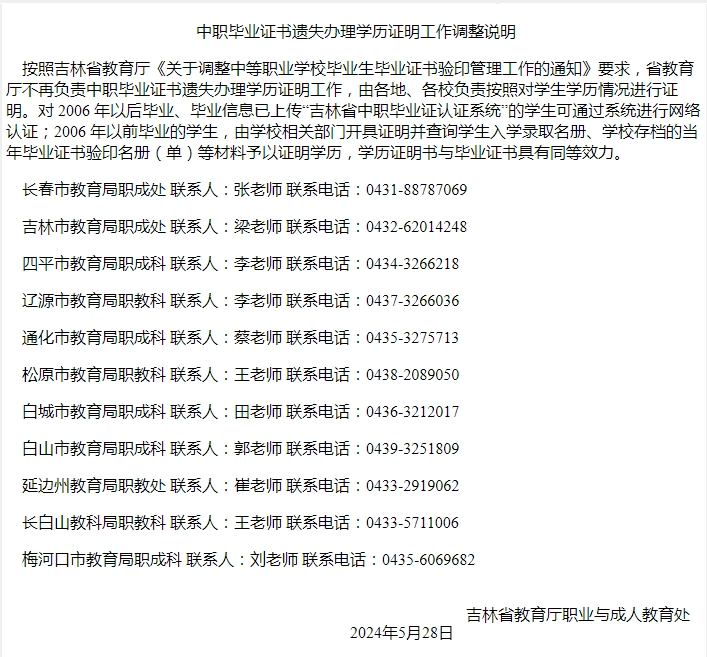 中职毕业证书遗失办理学历证明工作调整说明
按照吉林省教育厅《关于调整中等职业学校毕业生毕业证书验印管理工作的通知》要求，省教育
厅不再负责中职毕业证书遗失办理学历证明工作，由各地、各校负责按照对学生学历情况进行证
明。对 2006 年以后毕业、毕业信息已上传“吉林省中职毕业证认证系统”的学生可通过系统进行网络
认证；2006 年以前毕业的学生，由学校相关部门开具证明并查询学生入学录取名册、学校存档的当
年毕业证书验印名册（单）等材料予以证明学历，学历证明书与毕业证书具有同等效力。
长春市教育局职成处 联系人：张老师 联系电话：0431-88787069
吉林市教育局职成处 联系人：梁老师 联系电话：0432-62014248
四平市教育局职成科 联系人：李老师 联系电话：0434-3266218
辽源市教育局职教科 联系人：李老师 联系电话：0437-3266036
通化市教育局职成科 联系人：蔡老师 联系电话：0435-3275713
松原市教育局职教科 联系人：王老师 联系电话：0438-2089050
白城市教育局职成科 联系人：田老师 联系电话：0436-3212017
白山市教育局职成科 联系人：郭老师 联系电话：0439-3251809
延边州教育局职教处 联系人：崔老师 联系电话：0433-2919062
长白山教科局职教科 联系人：王老师 联系电话：0433-5711006
梅河口市教育局职成科 联系人：刘老师 联系电话：0435-6069682
吉林省教育厅职业与成人教育处
2024年5月28日